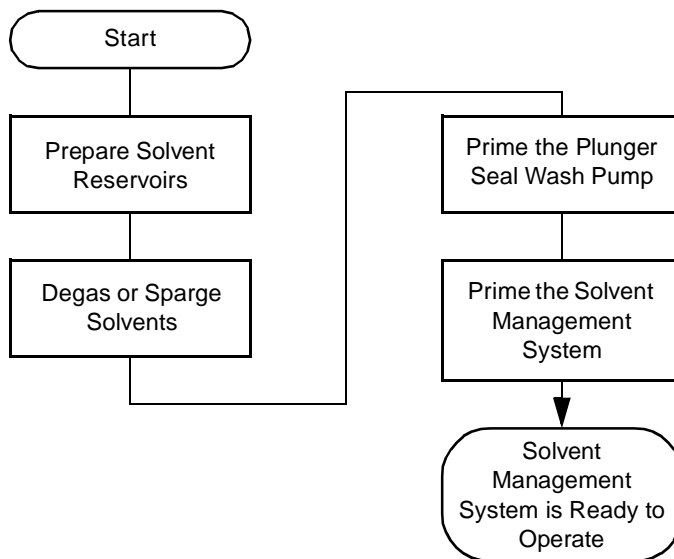 Start
Prepare Solvent
Reservoirs
Degas or Sparge
Solvents
Prime the Plunger
Seal Wash Pump
Prime the Solvent
Management
System
Solvent
Management
System is Ready to
Operate